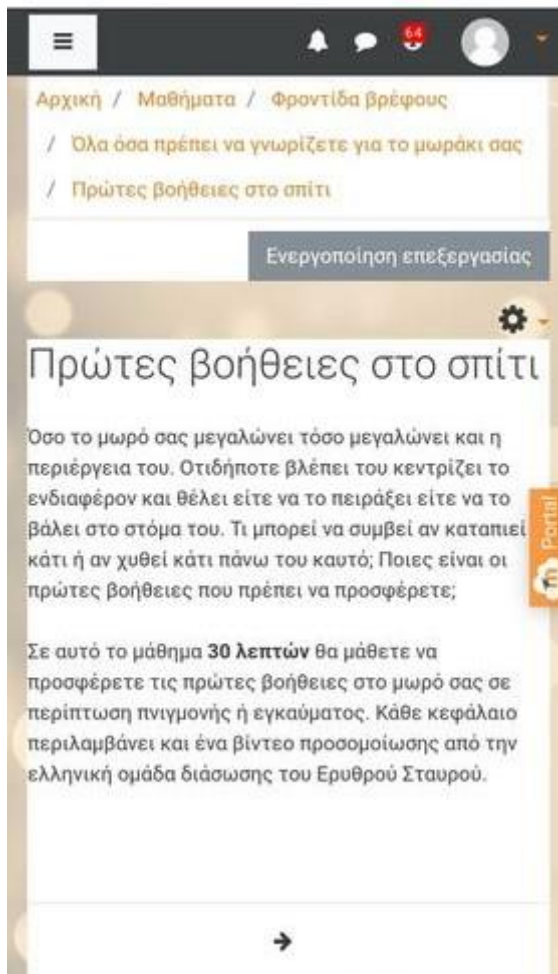 64
Αρχική / Μαθήματα / Φροντίδα βρέφους
/ Όλα όσα πρέπει να γνωρίζετε για το μωράκι σας
/ Πρώτες βοήθειες στο σπίτι
Ενεργοποίηση επεξεργασίας
Πρώτες βοήθειες στο σπίτι
Όσο το μωρό σας μεγαλώνει τόσο μεγαλώνει και η
περιέργεια του. Οτιδήποτε βλέπει του κεντρίζει το
ενδιαφέρον και θέλει είτε να το πειράξει είτε να το
βάλει στο στόμα του. Τι μπορεί να συμβεί αν καταπιεί
κάτι ή αν χυθεί κάτι πάνω του καυτό; Ποιες είναι οι
πρώτες βοήθειες που πρέπει να προσφέρετε;
Portal
Σε αυτό το μάθημα 30 λεπτών θα μάθετε να
προσφέρετε τις πρώτες βοήθειες στο μωρό σας σε
περίπτωση πνιγμονής ή εγκαύματος. Κάθε κεφάλαιο
περιλαμβάνει και ένα βίντεο προσομοίωσης από την
ελληνική ομάδα διάσωσης του Ερυθρού Σταυρού.